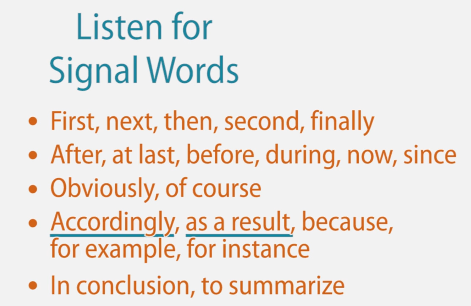 Listen for
Signal Words
• First, next, then, second, finally
• After, at last, before, during, now, since
• Obviously, of course
• Accordingly, as a result, because,
for example, for instance
• In conclusion, to summarize